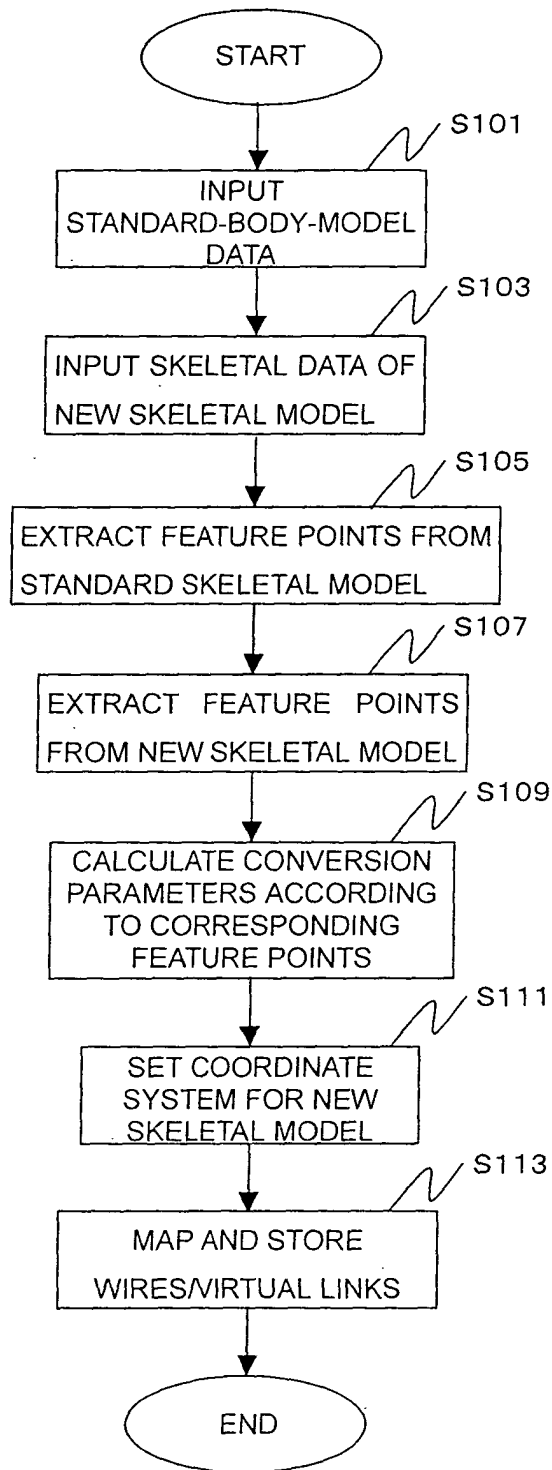 START
S101
INPUT
STANDARD-BODY-MODEL
DATA
S103
INPUT SKELETAL DATA OF
NEW SKELETAL MODEL
S105
EXTRACT FEATURE POINTS FROM
STANDARD SKELETAL MODEL
S107
EXTRACT FEATURE POINTS
FROM NEW SKELETAL MODEL
S109
CALCULATE CONVERSION
PARAMETERS ACCORDING
TO CORRESPONDING
FEATURE POINTS
S111
SET COORDINATE
SYSTEM FOR NEW
SKELETAL MODEL
S113
MAP AND STORE
WIRES/VIRTUAL LINKS
END